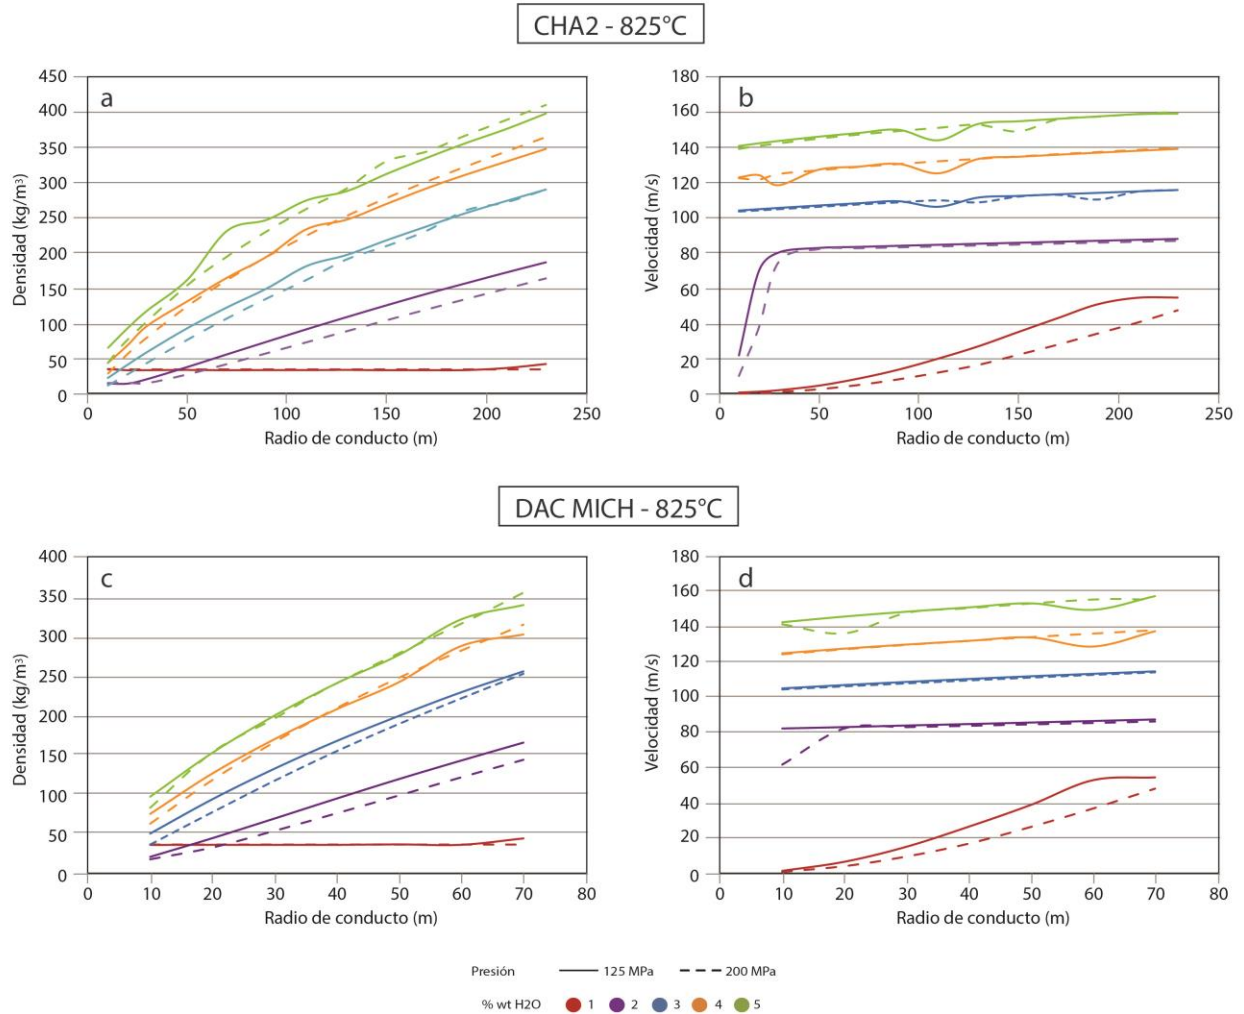 CHA2 - 825°C
a
Densidad (kg/m³)
450
400
350
300
250
200
150
100
50
0
0 50 100 150 200 250
Radio de conducto (m)
b
Velocidad (m/s)
180
160
140
120
100
80
60
40
20
0
0 50 100 150 200 250
Radio de conducto (m)
DAC MICH - 825°C
c
Densidad (kg/m³)
400
350
300
250
200
150
100
50
0
0 10 20 30 40 50 60 70 80
Radio de conducto (m)
d
Velocidad (m/s)
180
160
140
120
100
80
60
40
20
0
0 10 20 30 40 50 60 70 80
Radio de conducto (m)
Presión 125 MPa 200 MPa
% wt H2O 1 2 3 4 5